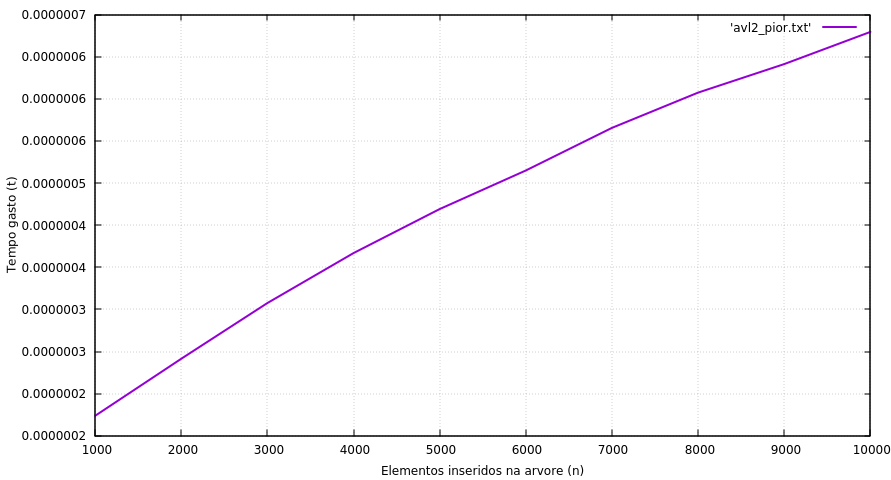 0.0000007
'avl2_pior.txt'
0.0000006
0.0000006
0.0000006
0.0000005
0.0000004
0.0000004
0.0000003
0.0000003
0.0000002
0.0000002
Tempo gasto (t)
1000 2000 3000 4000 5000 6000 7000 8000 9000 10000
Elementos inseridos na arvore (n)